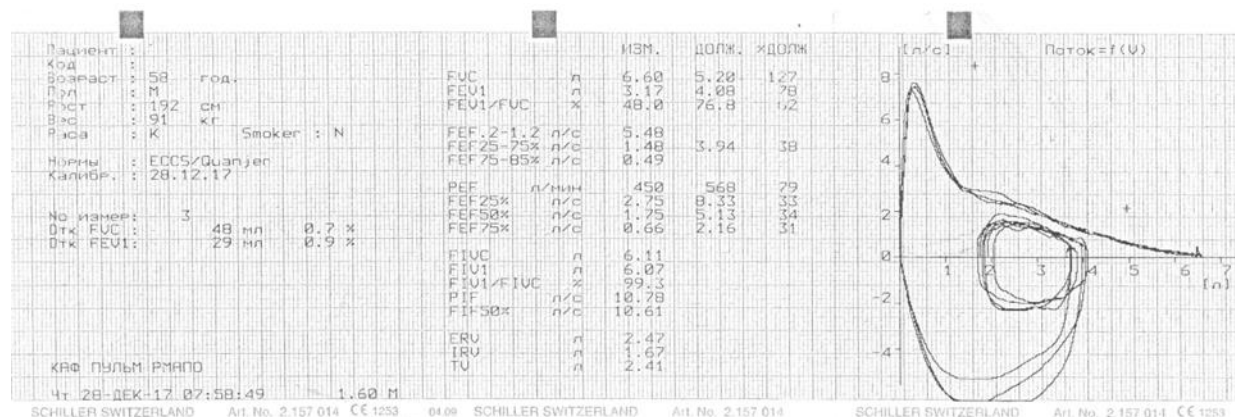 Пациент :
Код :
Возраст : 58 год.
Пол : М
Рост : 192 см
Вес : 91 кг
Раса : K Smoker : N
Нормы : ECCS/Quanjer
Калибр. : 28.12.17
No измер: 3
Отк FVC: 48 мл 0.7 %
Отк FEV1: 29 мл 0.9 %
КАФ ПУЛЬМ РМАПО
Чт 28-ДЕК-17 07:58:49 1.60 M
ИЗМ. ДОЛЖ. %ДОЛЖ
FVC л 6.60 5.20 127
FEV1 л 3.17 4.08 78
FEV1/FVC % 48.0 76.8 62
FEF.2-1.2 л/с 5.48
FEF25-75% л/с 1.48 3.94 38
FEF75-85% л/с 0.49
PEF л/мин 450 568 79
FEF25% л/с 2.75 8.33 33
FEF50% л/с 1.75 5.13 34
FEF75% л/с 0.66 2.16 31
FIVC л 6.11
FIV1 л 6.07
FIV1/FIVC % 99.3
PIF л/с 10.78
FIF50% л/с 10.61
ERV л 2.47
IRV л 1.67
TV л 2.41
[л/с] Поток=f(V)
8
6
4
2
0
-2
-4
0 1 2 3 4 5 6 7
[л]
SCHILLER SWITZERLAND Art. No. 2.157 014 CE 1253 04.09 SCHILLER SWITZERLAND Art. No. 2.157 014 SCHILLER SWITZERLAND Art. No. 2.157 014 CE 1253